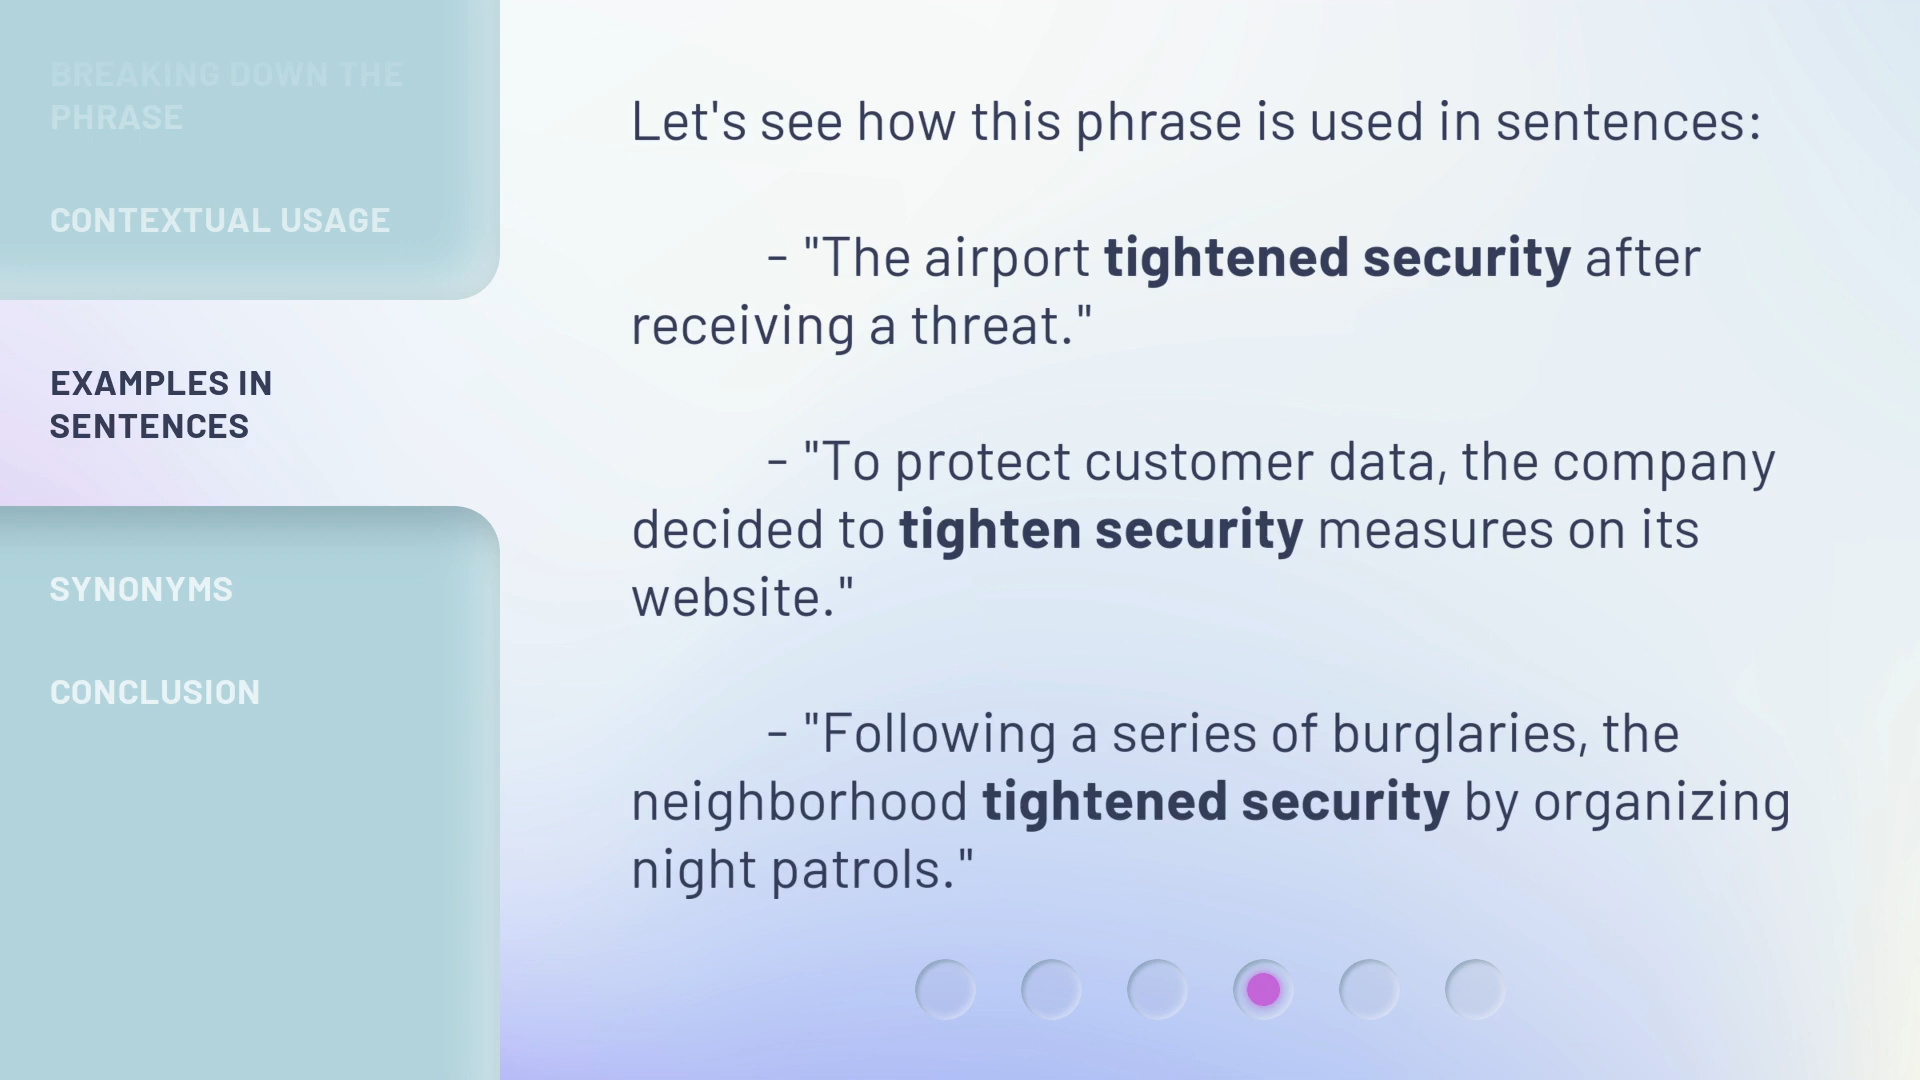 BREAKING DOWN THE
PHRASE
CONTEXTUAL USAGE
EXAMPLES IN
SENTENCES
SYNONYMS
CONCLUSION
Let's see how this phrase is used in sentences:
- "The airport tightened security after
receiving a threat."
- "To protect customer data, the company
decided to tighten security measures on its
website."
- "Following a series of burglaries, the
neighborhood tightened security by organizing
night patrols."